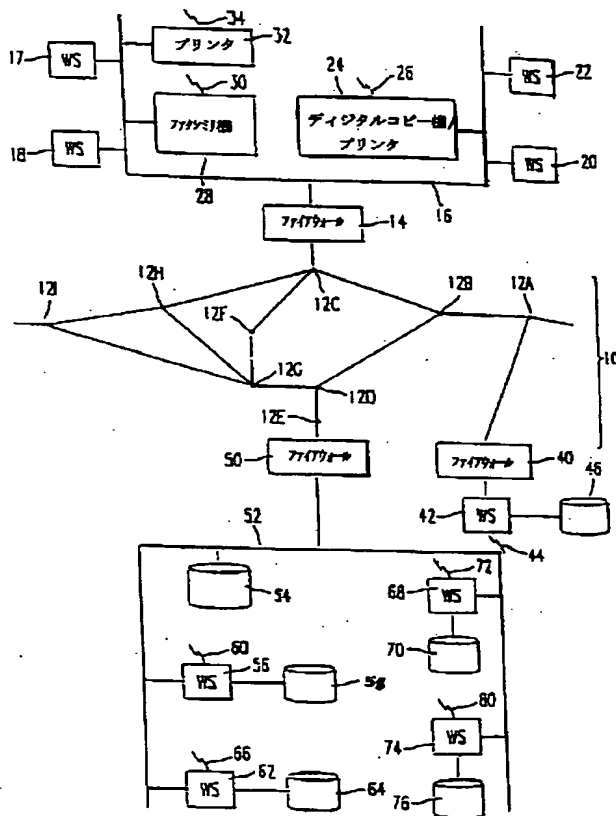 34
プリンタ
32
17
WS
30
ファクシミリ装置
28
18
WS
24
26
ディジタルコピー機/
プリンタ
WS
22
WS
20
16
ファイアウォール
14
12I
12H
12C
12B
12A
12F
12G
12D
12E
10
ファイアウォール
50
ファイアウォール
40
46
42
WS
44
52
54
72
68
WS
70
60
56
WS
58
80
74
WS
76
66
62
WS
64